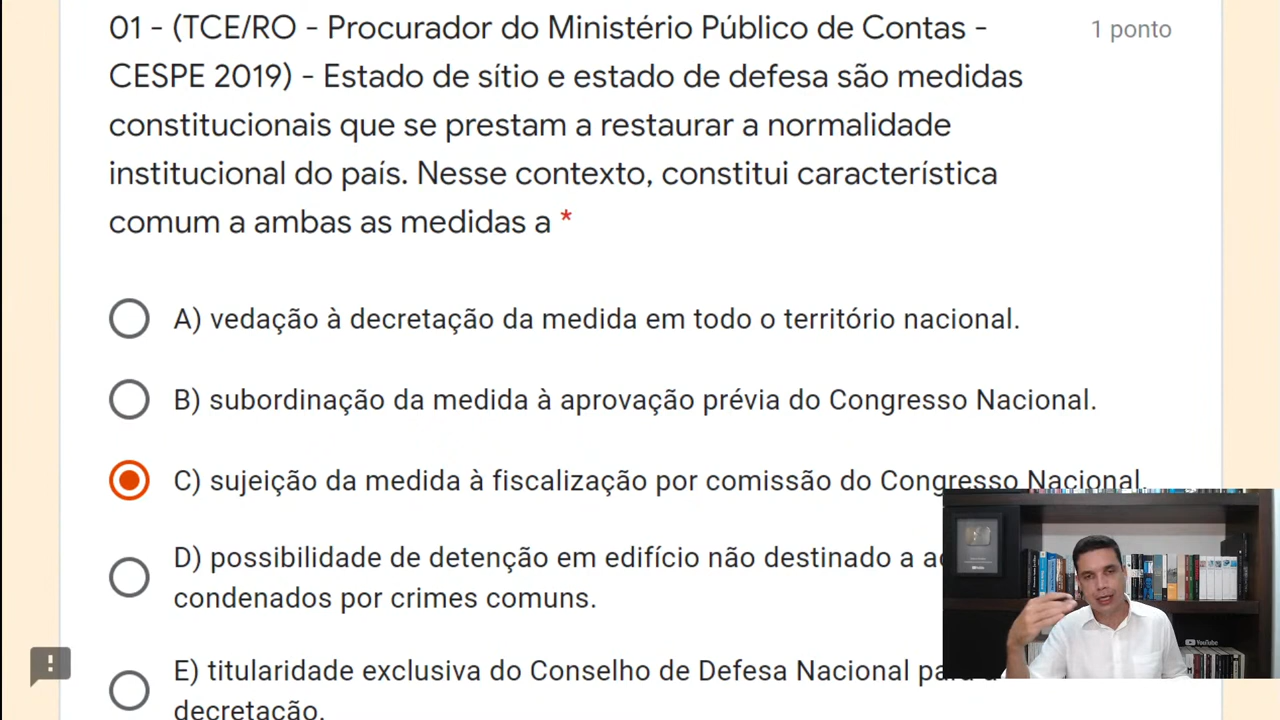 01 - (TCE/RO - Procurador do Ministério Público de Contas -
1 ponto
CESPE 2019) - Estado de sítio e estado de defesa são medidas
constitucionais que se prestam a restaurar a normalidade
institucional do país. Nesse contexto, constitui característica
comum a ambas as medidas a *
A) vedação à decretação da medida em todo o território nacional.
B) subordinação da medida à aprovação prévia do Congresso Nacional.
C) sujeição da medida à fiscalização por comissão do Congresso Nacional.
D) possibilidade de detenção em edifício não destinado a
condenados por crimes comuns.
E) titularidade exclusiva do Conselho de Defesa Nacional
decretação.
YouTube